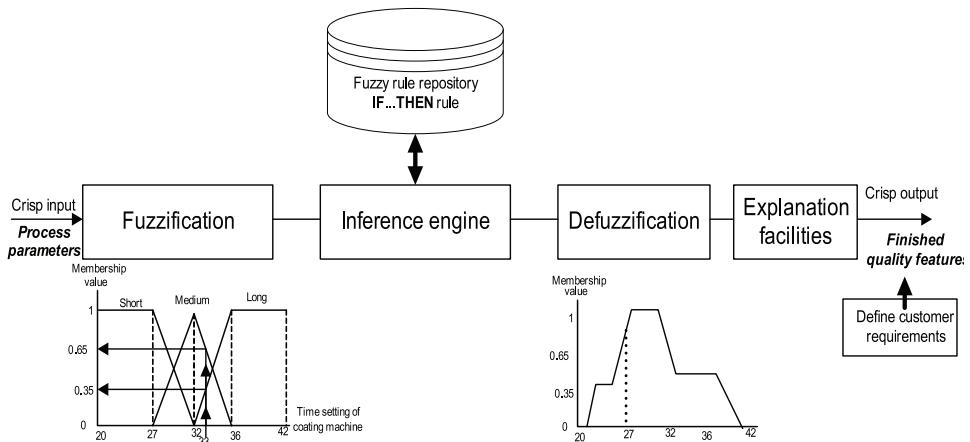 Fuzzy rule repository
IF...THEN rule
Crisp input
Process
parameters
Fuzzification
Inference engine
Defuzzification
Explanation
facilities
Crisp output
Finished
quality features
Define customer
requirements
Membership
value
Short
Medium
Long
1
0.65
0.35
0
20
27
32
33
36
42
Time setting of
coating machine
Membership
value
1
0.65
0.35
0
20
27
32
36
42